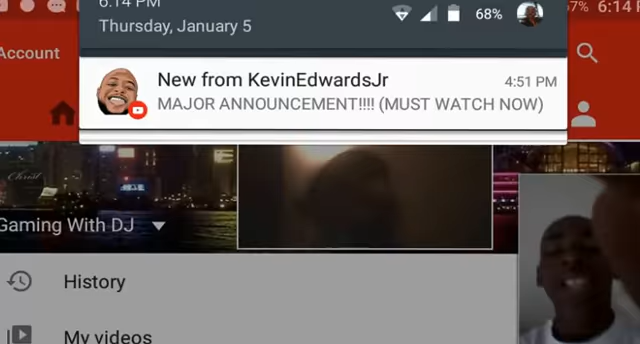 6:14 PM
68%
Thursday, January 5
67% 6:14
Account
New from KevinEdwardsJr
4:51 PM
MAJOR ANNOUNCEMENT!!!! (MUST WATCH NOW)
Christ
Gaming With DJ
History
My videos